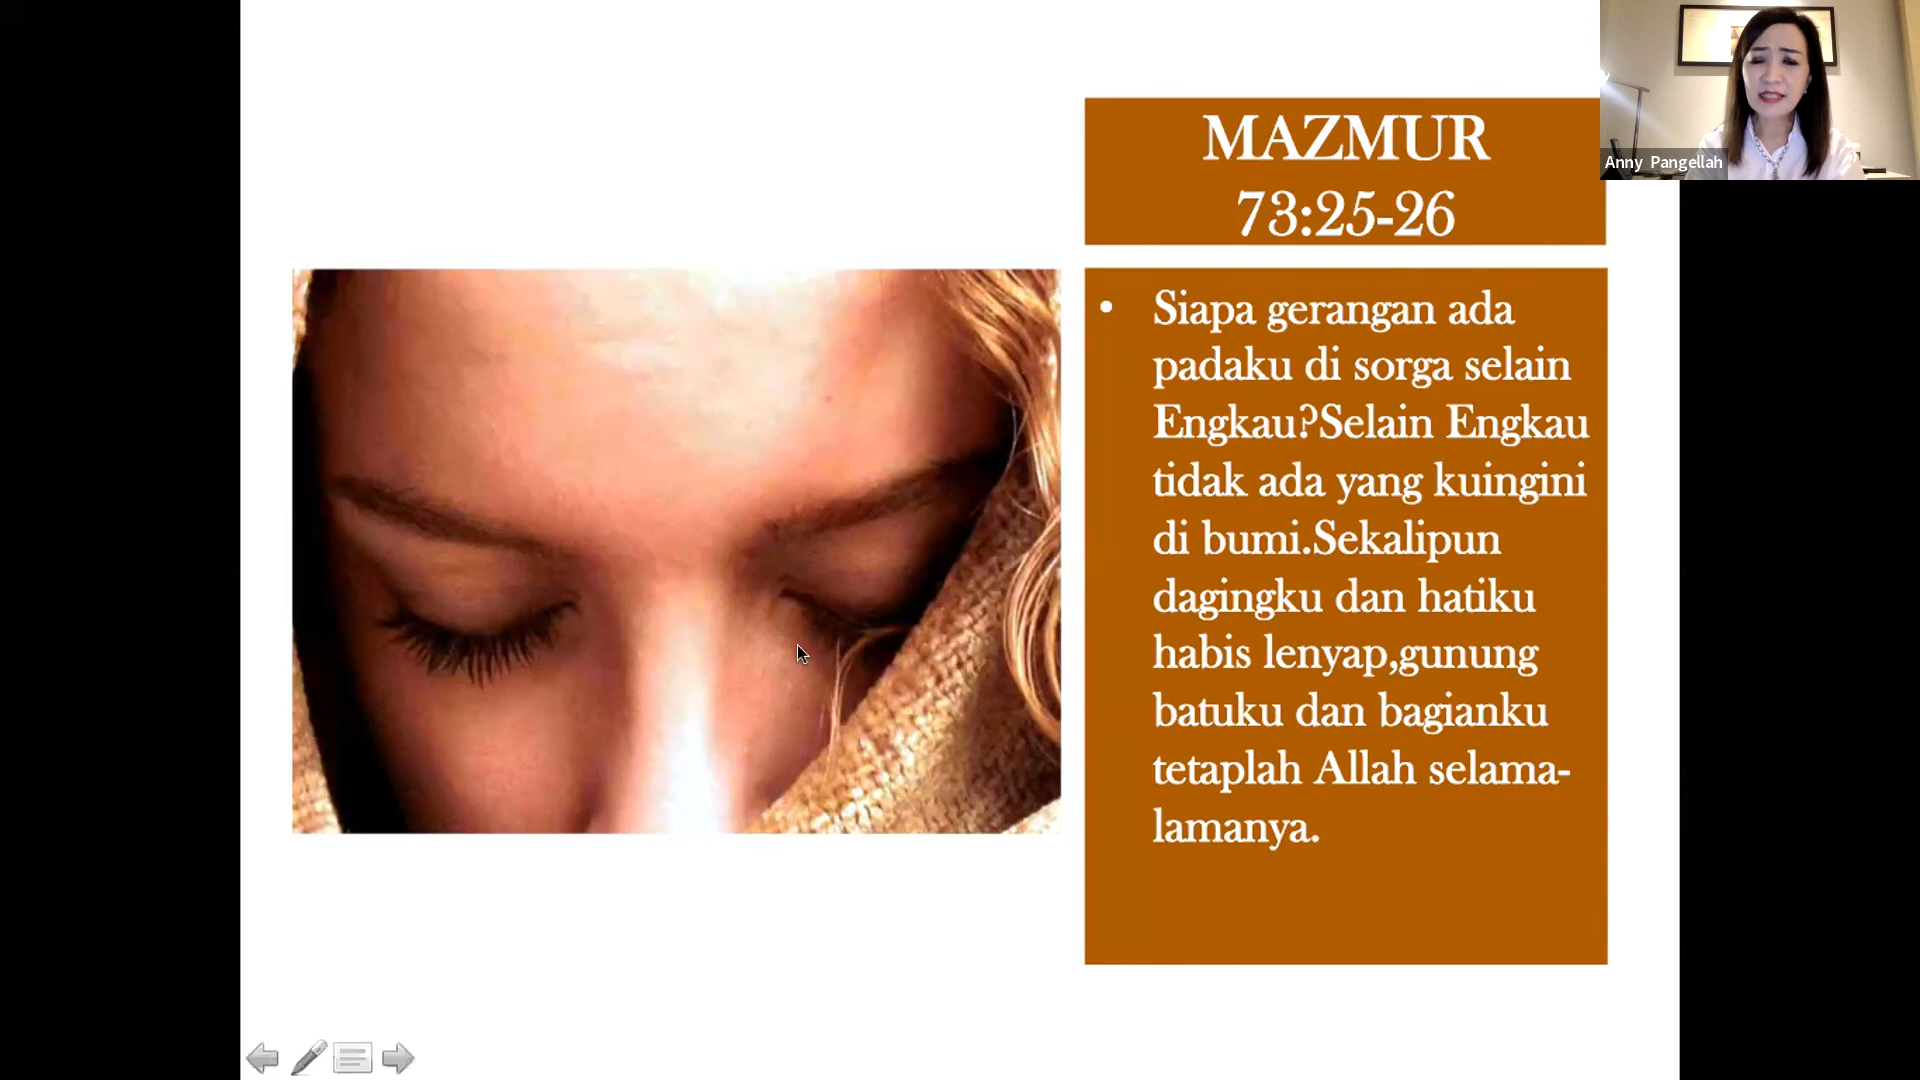 MAZMUR
73:25-26
Anny Pangellah
• Siapa gerangan ada
padaku di sorga selain
Engkau?Selain Engkau
tidak ada yang kuingini
di bumi.Sekalipun
dagingku dan hatiku
habis lenyap,gunung
batuku dan bagianku
tetaplah Allah selama-
lamanya.